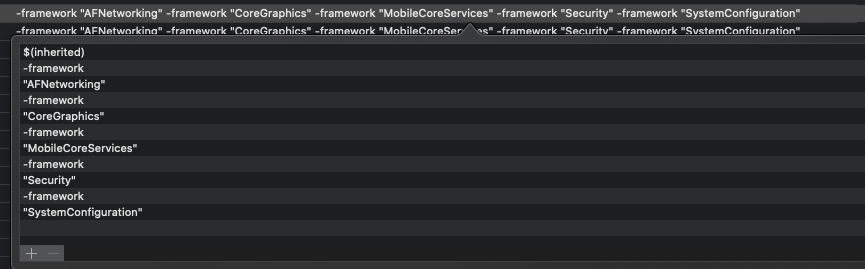 -framework "AFNetworking" -framework "CoreGraphics" -framework "MobileCoreServices" -framework "Security" -framework "SystemConfiguration"
-framework "AFNetworking" -framework "CoreGraphics" -framework "MobileCoreServices" -framework "Security" -framework "SystemConfiguration"
$(inherited)
-framework
"AFNetworking"
-framework
"CoreGraphics"
-framework
"MobileCoreServices"
-framework
"Security"
-framework
"SystemConfiguration"